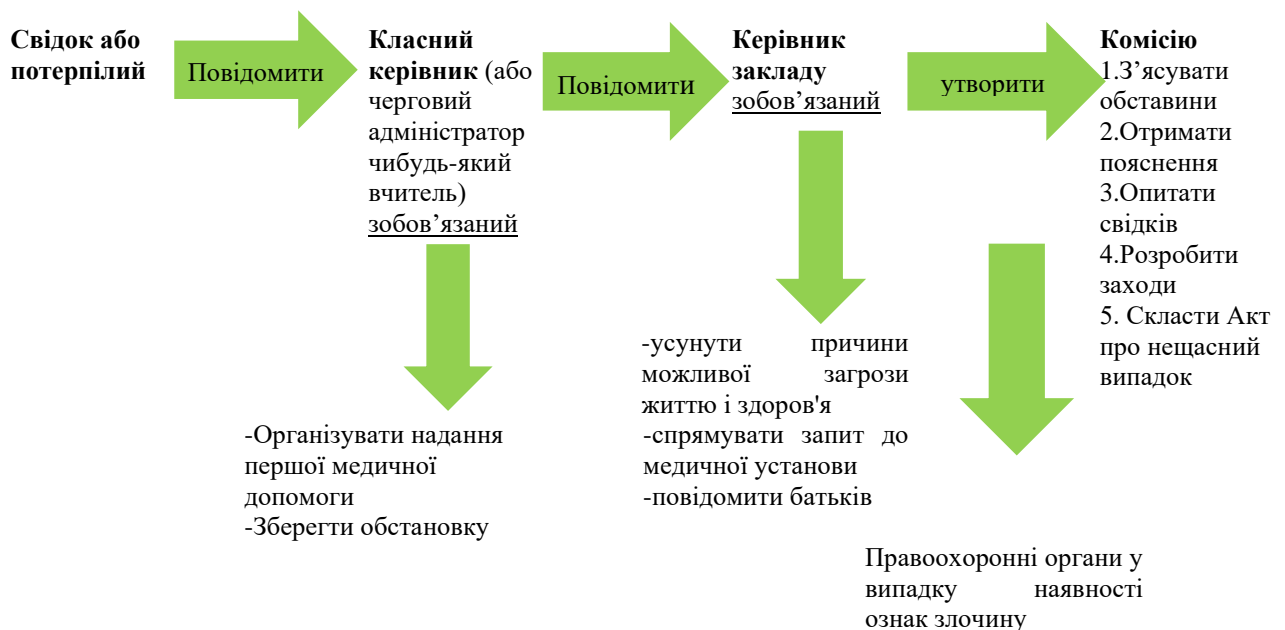 Свідок або
потерпілий
Повідомити
Класний
керівник (або
черговий
адміністратор
чибудь-який
вчитель)
зобов’язаний
Повідомити
Керівник
закладу
зобов’язаний
утворити
Комісію
1.З’ясувати
обставини
2.Отримати
пояснення
3.Опитати
свідків
4.Розробити
заходи
5. Скласти Акт
про нещасний
випадок
-Організувати надання
першої медичної
допомоги
-Зберегти обстановку
-усунути причини
можливої загрози
життю і здоров'я
-спрямувати запит до
медичної установи
-повідомити батьків
Правоохоронні органи у
випадку наявності
ознак злочину